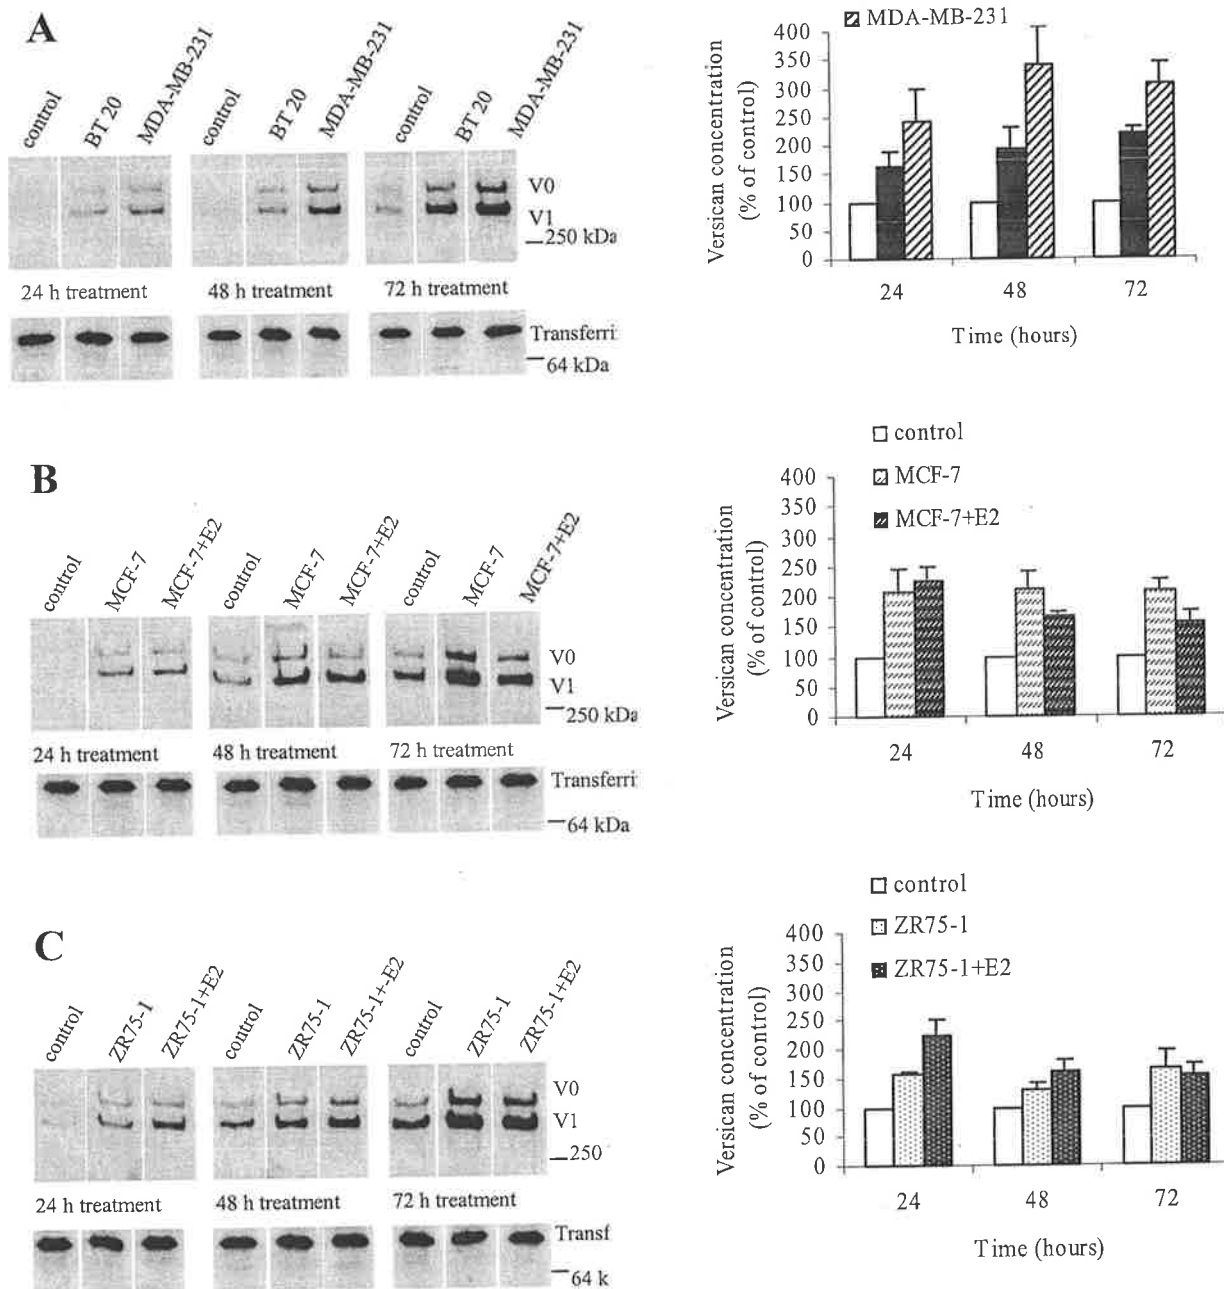 A
control
BT 20
MDA-MB-231
control
BT 20
MDA-MB-231
control
BT 20
MDA-MB-231
V0
V1
250 kDa
24 h treatment
48 h treatment
72 h treatment
Transferri
64 kDa
MDA-MB-231
Versican concentration
(% of control)
400
350
300
250
200
150
100
50
0
24
48
72
Time (hours)
B
control
MCF-7
MCF-7+E2
control
MCF-7
MCF-7+E2
control
MCF-7
MCF-7+E2
V0
V1
250 kDa
24 h treatment
48 h treatment
72 h treatment
Transferri
64 kDa
control
MCF-7
MCF-7+E2
Versican concentration
(% of control)
400
350
300
250
200
150
100
50
0
24
48
72
Time (hours)
C
control
ZR75-1
ZR75-1+E2
control
ZR75-1
ZR75-1+-E2
control
ZR75-1
ZR75-1+E2
V0
V1
250
24 h treatment
48 h treatment
72 h treatment
Transf
64 k
control
ZR75-1
ZR75-1+E2
Versican concentration
(% of control)
400
350
300
250
200
150
100
50
0
24
48
72
Time (hours)